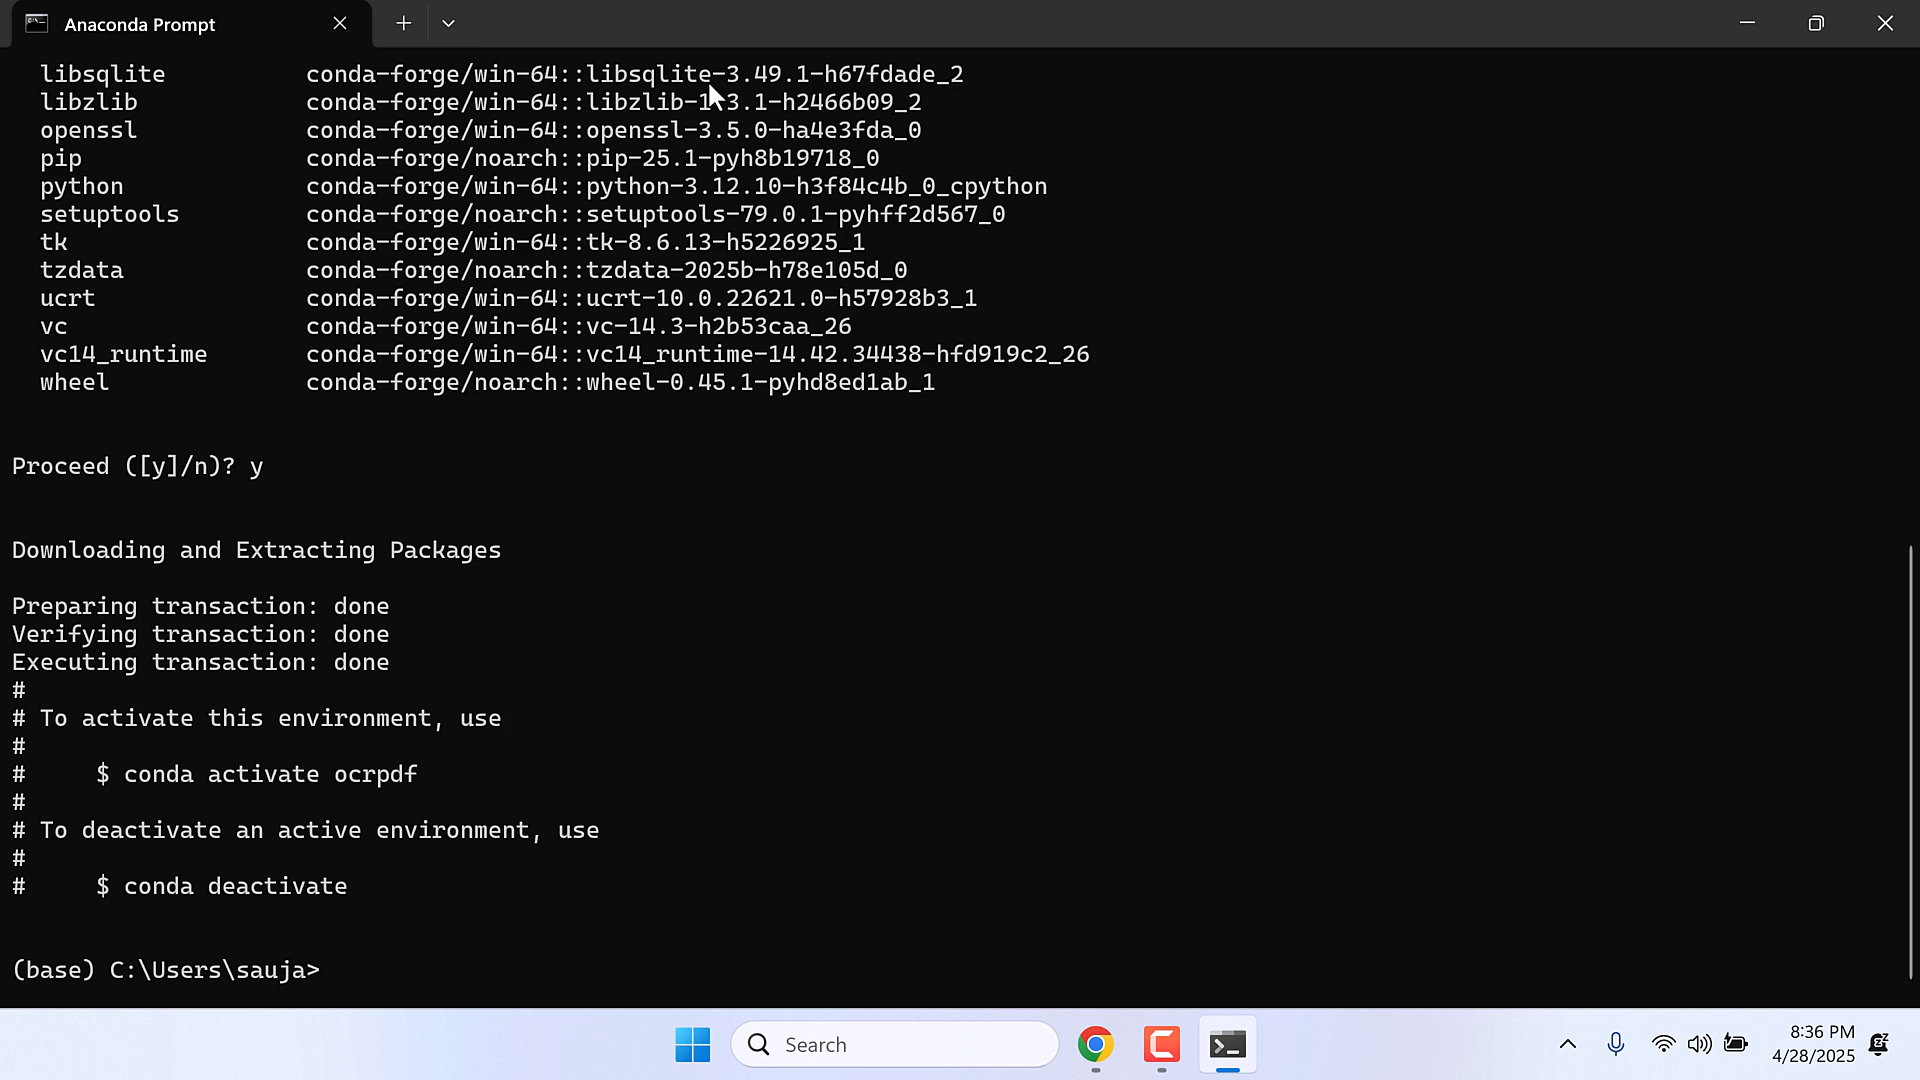 Anaconda Prompt
libsqlite conda-forge/win-64::libsqlite-3.49.1-h67fdade_2
libzlib conda-forge/win-64::libzlib-1.3.1-h2466b09_2
openssl conda-forge/win-64::openssl-3.5.0-ha4e3fda_0
pip conda-forge/noarch::pip-25.1-pyh8b19718_0
python conda-forge/win-64::python-3.12.10-h3f84c4b_0_cpython
setuptools conda-forge/noarch::setuptools-79.0.1-pyhff2d567_0
tk conda-forge/win-64::tk-8.6.13-h5226925_1
tzdata conda-forge/noarch::tzdata-2025b-h78e105d_0
ucrt conda-forge/win-64::ucrt-10.0.22621.0-h57928b3_1
vc conda-forge/win-64::vc-14.3-h2b53caa_26
vc14_runtime conda-forge/win-64::vc14_runtime-14.42.34438-hfd919c2_26
wheel conda-forge/noarch::wheel-0.45.1-pyhd8ed1ab_1
Proceed ([y]/n)? y
Downloading and Extracting Packages
Preparing transaction: done
Verifying transaction: done
Executing transaction: done
#
# To activate this environment, use
#
# $ conda activate ocrpdf
#
# To deactivate an active environment, use
#
# $ conda deactivate
(base) C:\Users\sauja>
Search
8:36 PM
4/28/2025